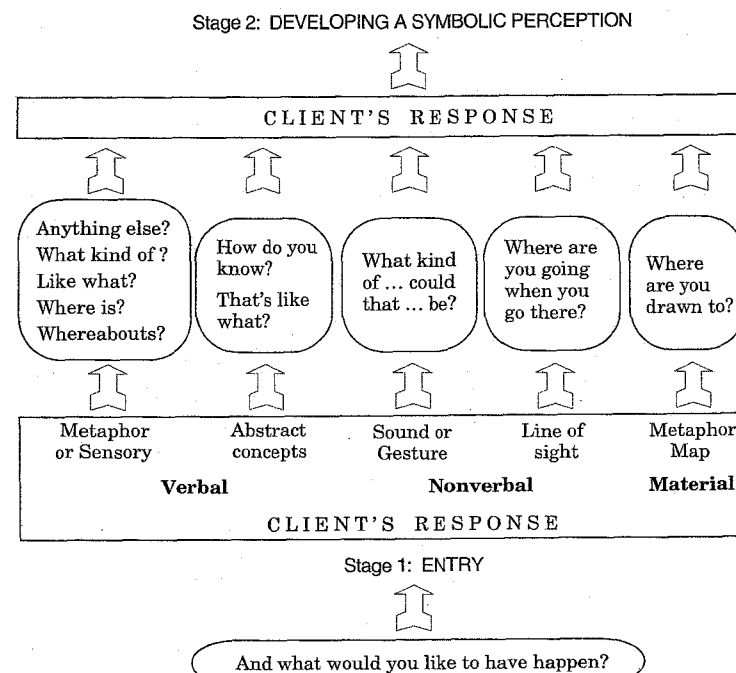 Stage 2: DEVELOPING A SYMBOLIC PERCEPTION
CLIENT'S RESPONSE
Anything else?
What kind of ?
Like what?
Where is?
Whereabouts?
How do you
know?
That's like
what?
What kind
of ... could
that ... be?
Where are
you going
when you
go there?
Where
are you
drawn to?
Metaphor
or Sensory
Abstract
concepts
Sound or
Gesture
Line of
sight
Metaphor
Map
Verbal
Nonverbal
Material
CLIENT'S RESPONSE
Stage 1: ENTRY
And what would you like to have happen?